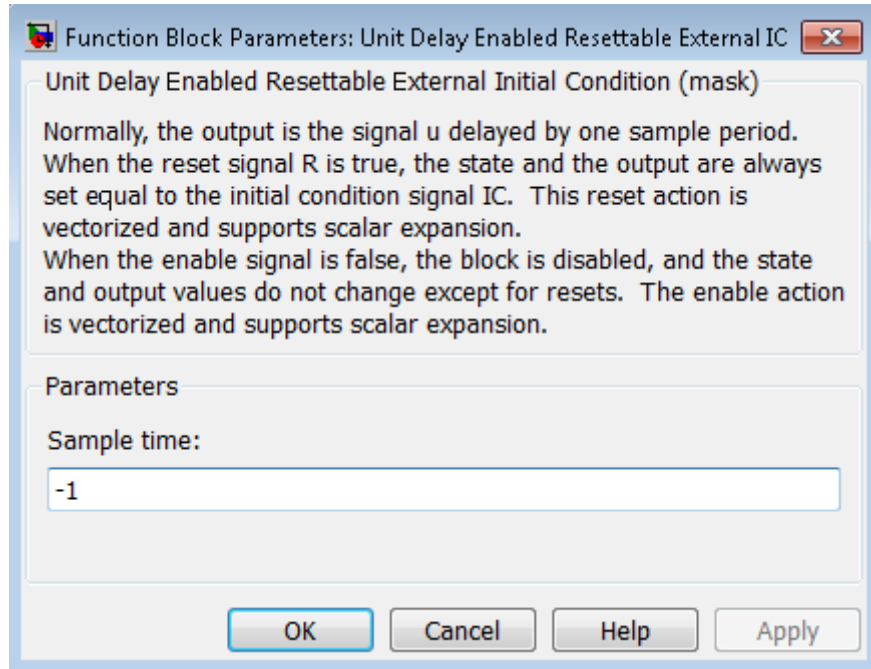 Function Block Parameters: Unit Delay Enabled Resettable External IC
Unit Delay Enabled Resettable External Initial Condition (mask)
Normally, the output is the signal u delayed by one sample period.
When the reset signal R is true, the state and the output are always
set equal to the initial condition signal IC.  This reset action is
vectorized and supports scalar expansion.
When the enable signal is false, the block is disabled, and the state
and output values do not change except for resets.  The enable action
is vectorized and supports scalar expansion.
Parameters
Sample time:
-1
OK Cancel Help Apply